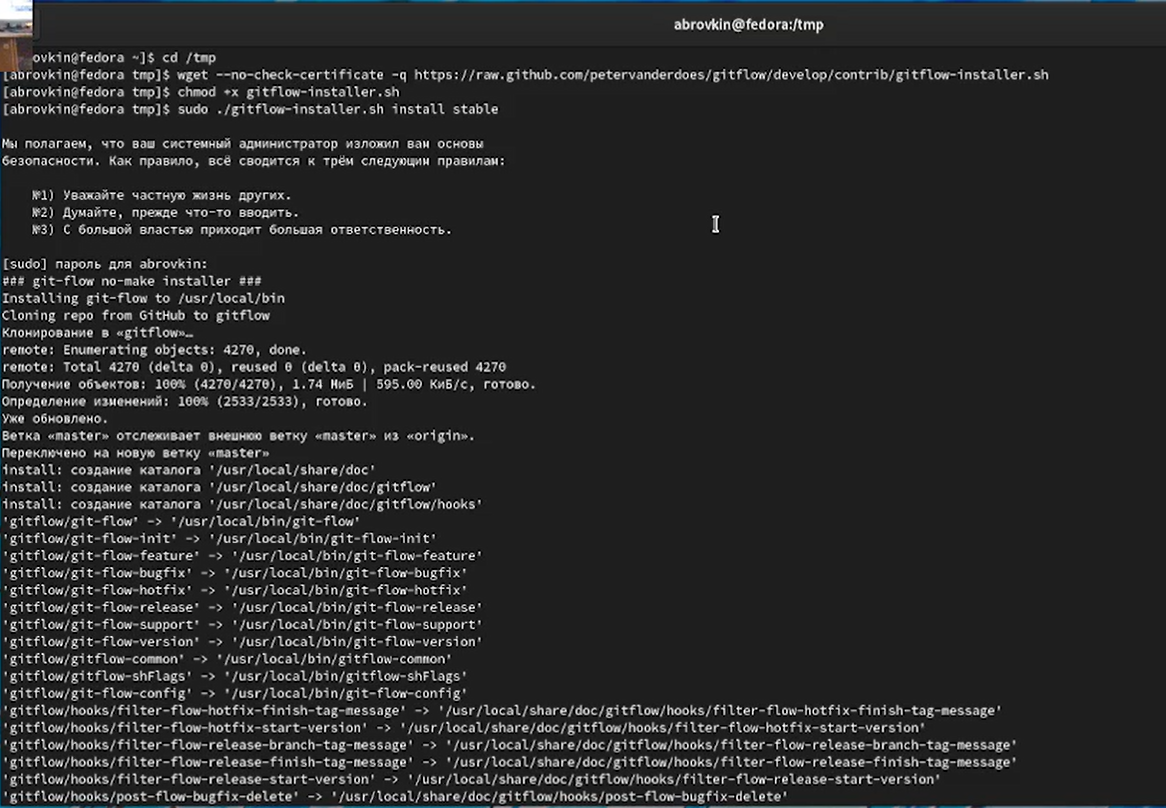 abrovkin@fedora:/tmp
ovkin@fedora ~]$ cd /tmp
[abrovkin@fedora tmp]$ wget --no-check-certificate -q https://raw.github.com/petervanderdoes/gitflow/develop/contrib/gitflow-installer.sh
[abrovkin@fedora tmp]$ chmod +x gitflow-installer.sh
[abrovkin@fedora tmp]$ sudo ./gitflow-installer.sh install stable
Мы полагаем, что ваш системный администратор изложил вам основы
безопасности. Как правило, всё сводится к трём следующим правилам:
№1) Уважайте частную жизнь других.
№2) Думайте, прежде что-то вводить.
№3) С большой властью приходит большая ответственность.
[sudo] пароль для abrovkin:
### git-flow no-make installer ###
Installing git-flow to /usr/local/bin
Cloning repo from GitHub to gitflow
Клонирование в «gitflow»…
remote: Enumerating objects: 4270, done.
remote: Total 4270 (delta 0), reused 0 (delta 0), pack-reused 4270
Получение объектов: 100% (4270/4270), 1.74 МиБ | 595.00 КиБ/с, готово.
Определение изменений: 100% (2533/2533), готово.
Уже обновлено.
Ветка «master» отслеживает внешнюю ветку «master» из «origin».
Переключено на новую ветку «master»
install: создание каталога '/usr/local/share/doc'
install: создание каталога '/usr/local/share/doc/gitflow'
install: создание каталога '/usr/local/share/doc/gitflow/hooks'
'gitflow/git-flow' -> '/usr/local/bin/git-flow'
'gitflow/git-flow-init' -> '/usr/local/bin/git-flow-init'
'gitflow/git-flow-feature' -> '/usr/local/bin/git-flow-feature'
'gitflow/git-flow-bugfix' -> '/usr/local/bin/git-flow-bugfix'
'gitflow/git-flow-hotfix' -> '/usr/local/bin/git-flow-hotfix'
'gitflow/git-flow-release' -> '/usr/local/bin/git-flow-release'
'gitflow/git-flow-support' -> '/usr/local/bin/git-flow-support'
'gitflow/git-flow-version' -> '/usr/local/bin/git-flow-version'
'gitflow/gitflow-common' -> '/usr/local/bin/gitflow-common'
'gitflow/gitflow-shFlags' -> '/usr/local/bin/gitflow-shFlags'
'gitflow/git-flow-config' -> '/usr/local/bin/git-flow-config'
'gitflow/hooks/filter-flow-hotfix-finish-tag-message' -> '/usr/local/share/doc/gitflow/hooks/filter-flow-hotfix-finish-tag-message'
'gitflow/hooks/filter-flow-hotfix-start-version' -> '/usr/local/share/doc/gitflow/hooks/filter-flow-hotfix-start-version'
'gitflow/hooks/filter-flow-release-branch-tag-message' -> '/usr/local/share/doc/gitflow/hooks/filter-flow-release-branch-tag-message'
'gitflow/hooks/filter-flow-release-finish-tag-message' -> '/usr/local/share/doc/gitflow/hooks/filter-flow-release-finish-tag-message'
'gitflow/hooks/filter-flow-release-start-version' -> '/usr/local/share/doc/gitflow/hooks/filter-flow-release-start-version'
'gitflow/hooks/post-flow-bugfix-delete' -> '/usr/local/share/doc/gitflow/hooks/post-flow-bugfix-delete'